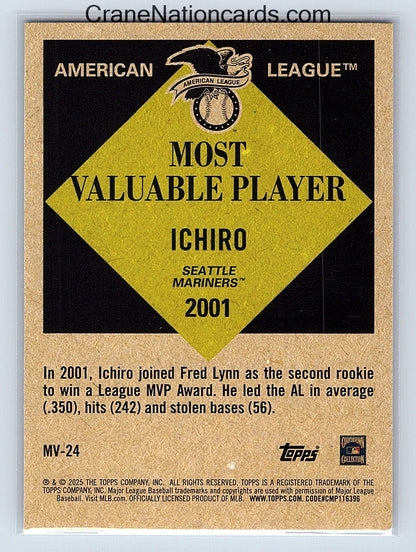 CraneNationcards.com
AMERICAN LEAGUE™
AMERICAN LEAGUE
MOST
VALUABLE PLAYER
ICHIRO
SEATTLE
MARINERS™
2001
In 2001, Ichiro joined Fred Lynn as the second rookie
to win a League MVP Award. He led the AL in average
(.350), hits (242) and stolen bases (56).
MV-24
Topps
COOPERSTOWN
COLLECTION
® & © 2025 THE TOPPS COMPANY, INC. ALL RIGHTS RESERVED. TOPPS IS A REGISTERED TRADEMARK OF THE
TOPPS COMPANY, INC. Major League Baseball trademarks and copyrights are used with permission of Major League
Baseball. Visit MLB.com. OFFICIALLY LICENSED PRODUCT OF MLB. WWW.TOPPS.COM. CODE#CMP116396